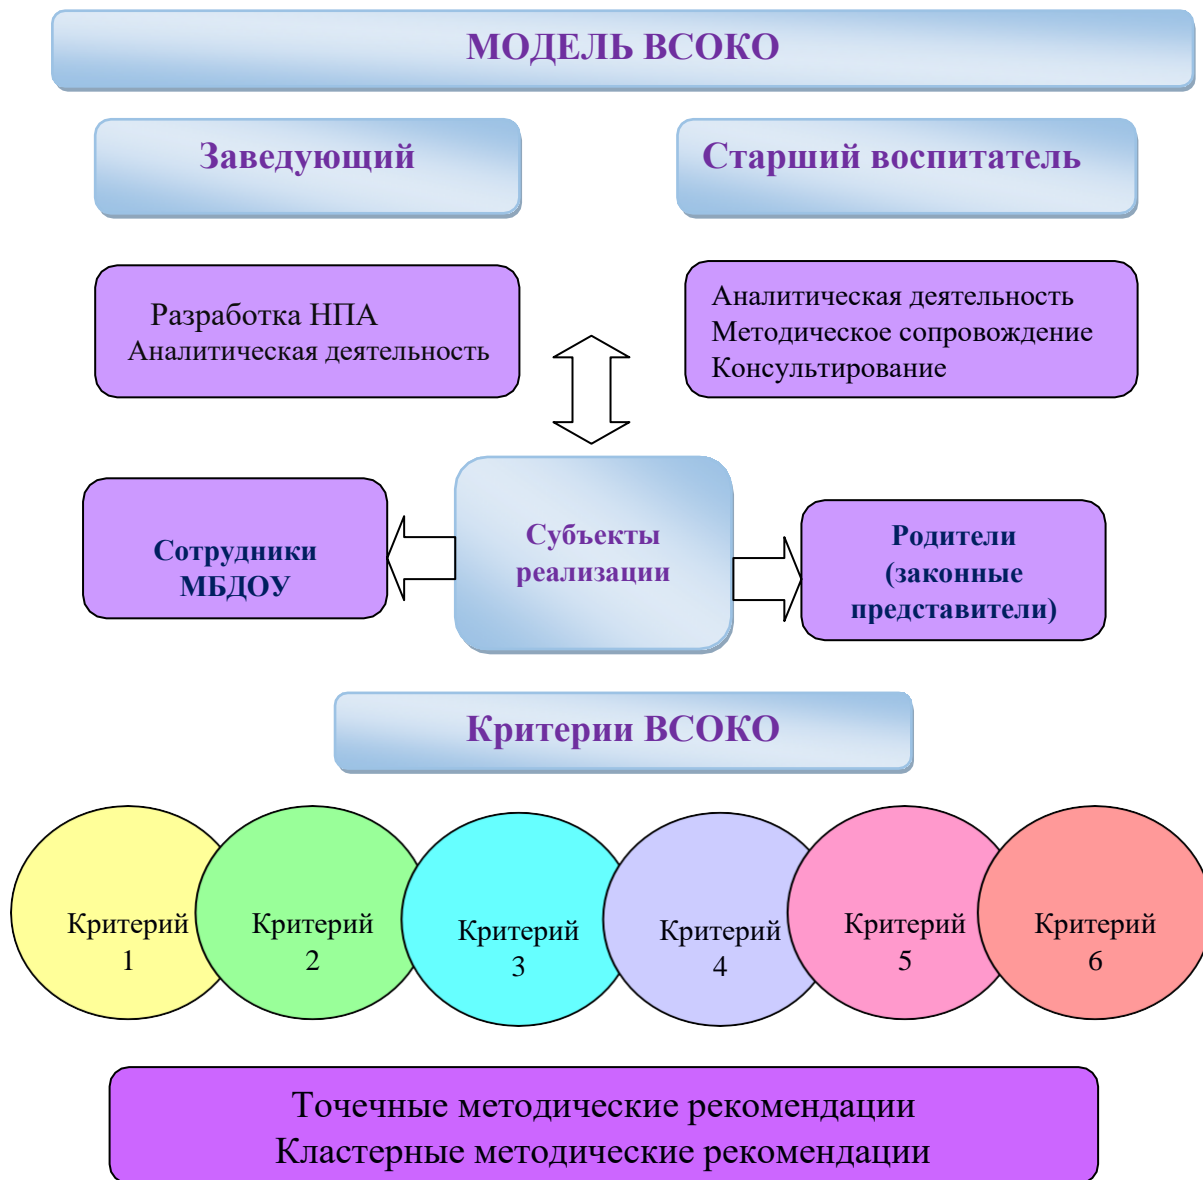 МОДЕЛЬ ВСОКО
Заведующий
Старший воспитатель
Разработка НПА
Аналитическая деятельность
Аналитическая деятельность
Методическое сопровождение
Консультирование
Сотрудники
МБДОУ
Субъекты
реализации
Родители
(законные
представители)
Критерии ВСОКО
Критерий
1
Критерий
2
Критерий
3
Критерий
4
Критерий
5
Критерий
6
Точечные методические рекомендации
Кластерные методические рекомендации